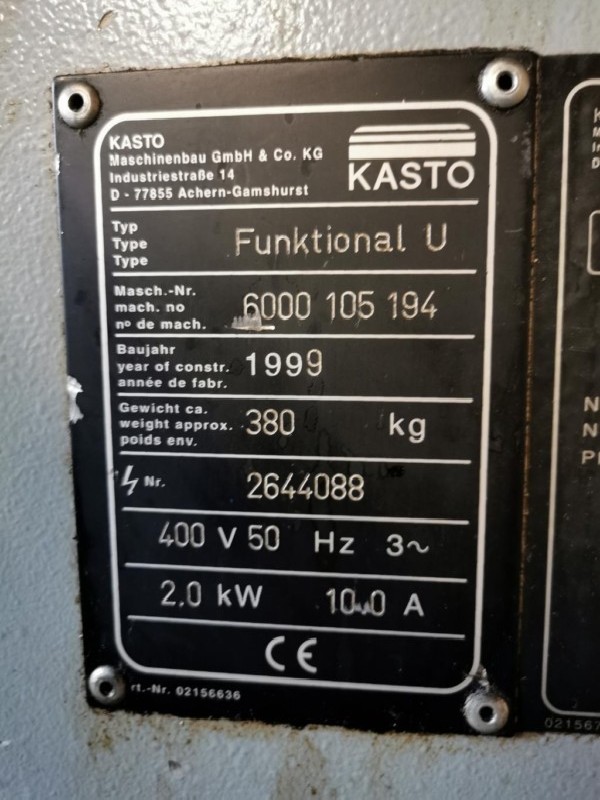 KASTO
Maschinenbau GmbH & Co. KG
Industriestraße 14
D - 77855 Achern-Gamshurst
KASTO
Typ
Type
Type
Funktional U
Masch.-Nr.
mach. no
nº de mach.
6000 105 194
Baujahr
year of constr.
année de fabr.
1999
Gewicht ca.
weight approx.
poids env.
380 kg
Nr.
2644088
400 V 50 Hz 3~
2.0 kW 10.0 A
CE
rt.-Nr. 02156636